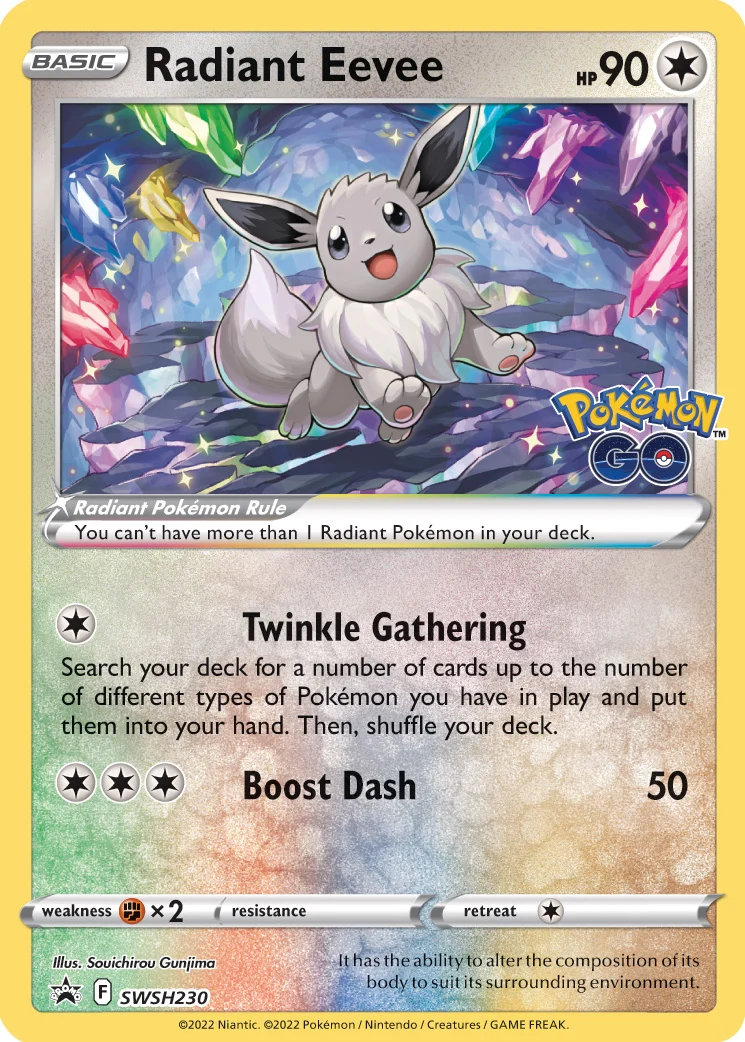 BASIC Radiant Eevee HP 90
POKéMON TM
GO
Radiant Pokémon Rule
You can't have more than 1 Radiant Pokémon in your deck.
Twinkle Gathering
Search your deck for a number of cards up to the number
of different types of Pokémon you have in play and put
them into your hand. Then, shuffle your deck.
Boost Dash 50
weakness ×2 resistance retreat
Illus. Souichirou Gunjima
It has the ability to alter the composition of its
body to suit its surrounding environment.
F SWSH230
©2022 Niantic. ©2022 Pokémon / Nintendo / Creatures / GAME FREAK.